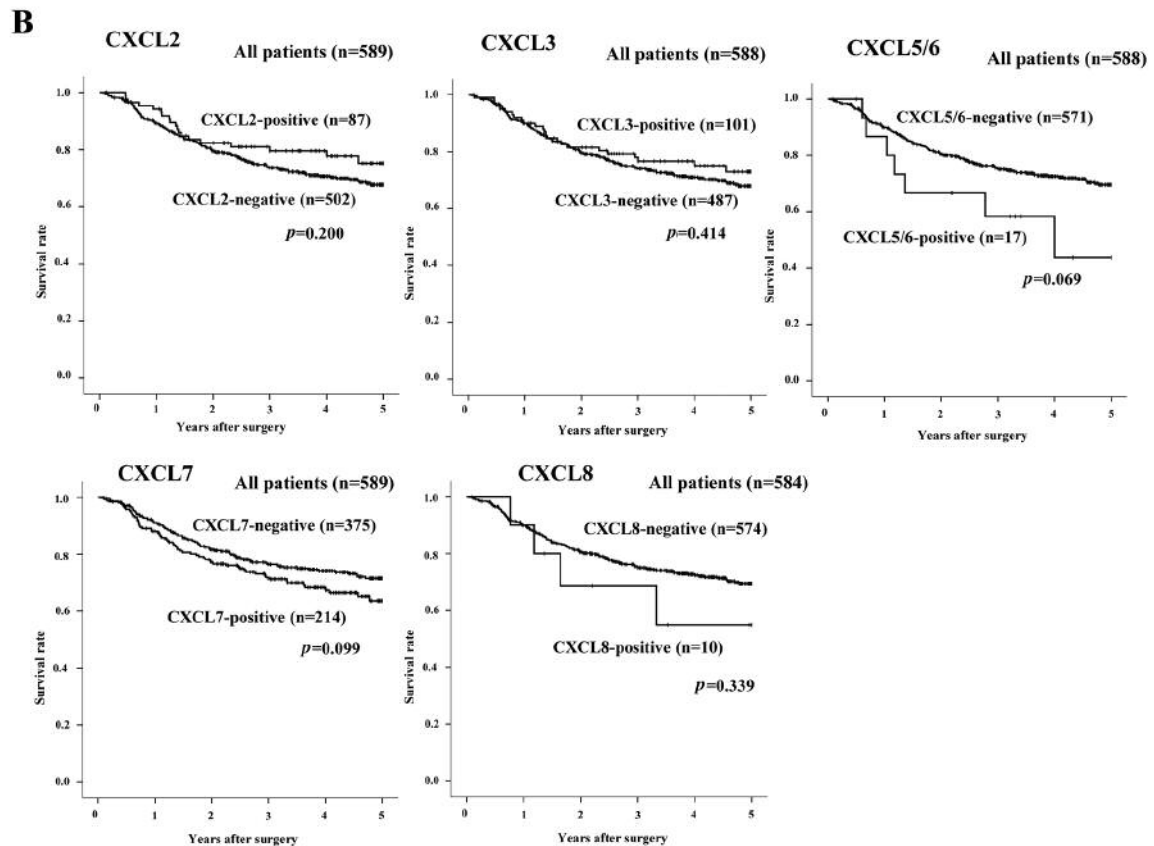 B
CXCL2
All patients (n=589)
1.0
0.8
0.6
0.4
0.2
0.0
Survival rate
CXCL2-positive (n=87)
CXCL2-negative (n=502)
p=0.200
0 1 2 3 4 5
Years after surgery
CXCL3
All patients (n=588)
1.0
0.8
0.6
0.4
0.2
0.0
Survival rate
CXCL3-positive (n=101)
CXCL3-negative (n=487)
p=0.414
0 1 2 3 4 5
Years after surgery
CXCL5/6
All patients (n=588)
1.0
0.8
0.6
0.4
0.2
0.0
Survival rate
CXCL5/6-negative (n=571)
CXCL5/6-positive (n=17)
p=0.069
0 1 2 3 4 5
Years after surgery
CXCL7
All patients (n=589)
1.0
0.8
0.6
0.4
0.2
0.0
Survival rate
CXCL7-negative (n=375)
CXCL7-positive (n=214)
p=0.099
0 1 2 3 4 5
Years after surgery
CXCL8
All patients (n=584)
1.0
0.8
0.6
0.4
0.2
0.0
Survival rate
CXCL8-negative (n=574)
CXCL8-positive (n=10)
p=0.339
0 1 2 3 4 5
Years after surgery